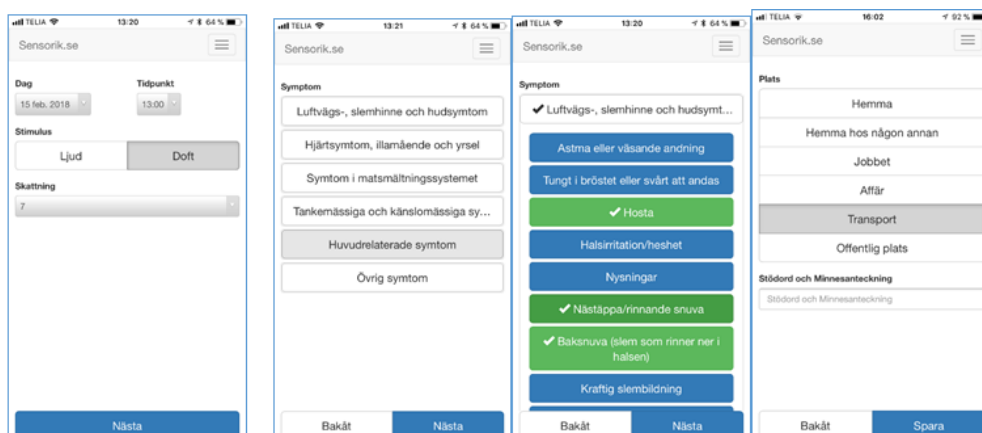 TELIA 13:20 64 %
Sensorik.se
Dag Tidpunkt
15 feb. 2018 13:00
Stimulus
Ljud Doft
Skattning
7
Nästa
TELIA 13:21 64 %
Sensorik.se
Symptom
Luftvägs-, slemhinne och hudsymtom
Hjärtsymtom, illamående och yrsel
Symtom i matsmältningssystemet
Tankemässiga och känslomässiga sy...
Huvudrelaterade symtom
Övrig symtom
Bakåt Nästa
TELIA 13:20 64 %
Sensorik.se
Symptom
✔ Luftvägs-, slemhinne och hudsymt...
Astma eller väsande andning
Tungt i bröstet eller svårt att andas
✔ Hosta
Halsirritation/heshet
Nysningar
✔ Nästäppa/rinnande snuva
✔ Baksnuva (slem som rinner ner i
halsen)
Kraftig slembildning
Bakåt Nästa
TELIA 16:02 92 %
Sensorik.se
Plats
Hemma
Hemma hos någon annan
Jobbet
Affär
Transport
Offentlig plats
Stödord och Minnesanteckning
Stödord och Minnesanteckning
Bakåt Spara